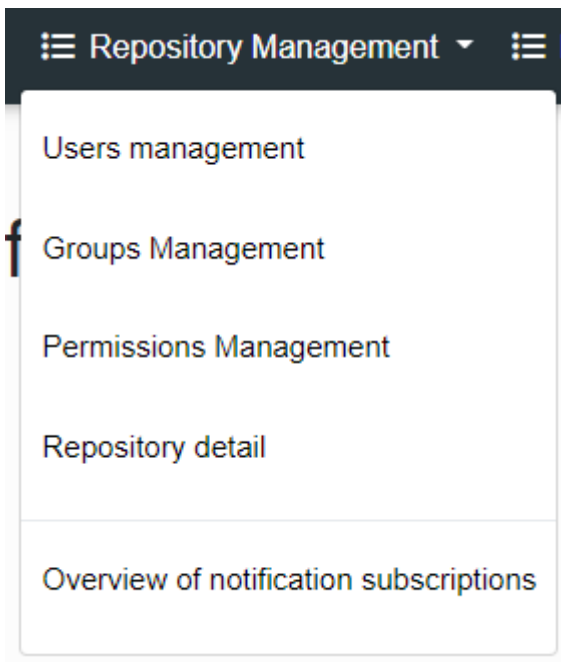 Repository Management
Users management
f
Groups Management
Permissions Management
Repository detail
Overview of notification subscriptions